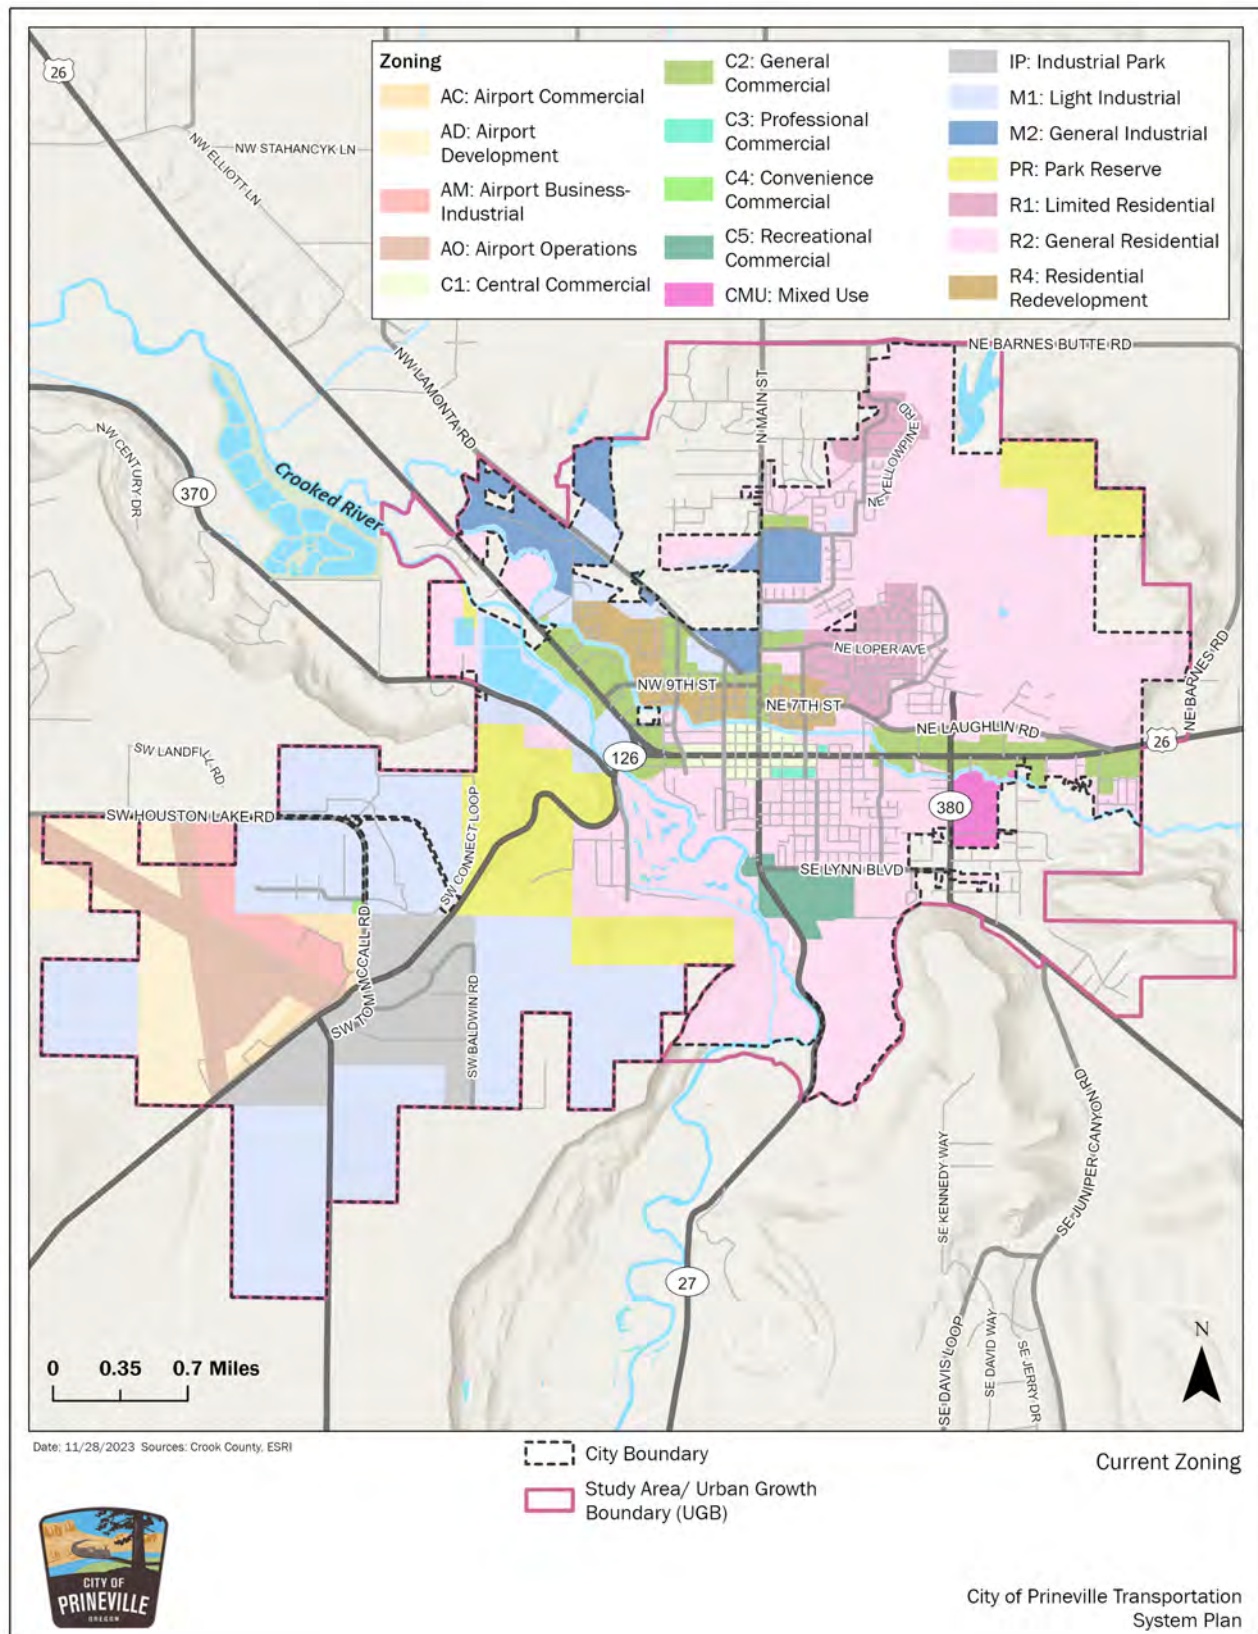 Zoning
AC: Airport Commercial
AD: Airport
Development
AM: Airport Business-
Industrial
AO: Airport Operations
C1: Central Commercial
C2: General
Commercial
C3: Professional
Commercial
C4: Convenience
Commercial
C5: Recreational
Commercial
CMU: Mixed Use
IP: Industrial Park
M1: Light Industrial
M2: General Industrial
PR: Park Reserve
R1: Limited Residential
R2: General Residential
R4: Residential
Redevelopment
26
NW STAHANCYK LN
NW ELLIOTT LN
NW LAMONTA RD
N MAIN ST
NE BARNES BUTTE RD
NE YELLOWPINE RD
NW CENTURY DR
370
Crooked River
NE LOPER AVE
NW 9TH ST
NE 7TH ST
NE LAUGHLIN RD
NE BARNES RD
26
126
SW LANDFILL RD
SW HOUSTON LAKE RD
SW CONNECT LOOP
380
SE LYNN BLVD
SW TOM MCCALL RD
SW BALDWIN RD
SE KENNEDY WAY
SE JUNIPER CANYON RD
27
SE DAVIS LOOP
SE DAVID WAY
SE JERRY DR
N
0 0.35 0.7 Miles
Date: 11/28/2023 Sources: Crook County, ESRI
City Boundary
Study Area/ Urban Growth
Boundary (UGB)
Current Zoning
CITY OF
PRINEVILLE
OREGON
City of Prineville Transportation
System Plan